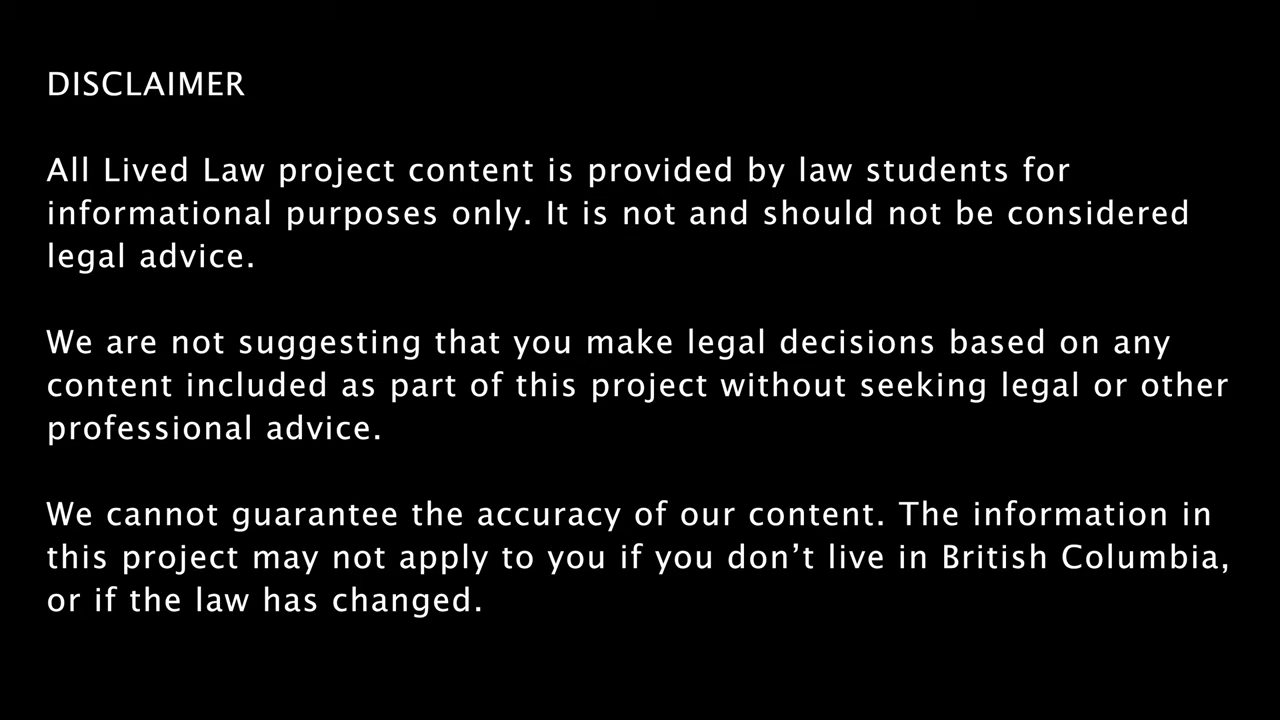 DISCLAIMER
All Lived Law project content is provided by law students for
informational purposes only. It is not and should not be considered
legal advice.
We are not suggesting that you make legal decisions based on any
content included as part of this project without seeking legal or other
professional advice.
We cannot guarantee the accuracy of our content. The information in
this project may not apply to you if you don’t live in British Columbia,
or if the law has changed.